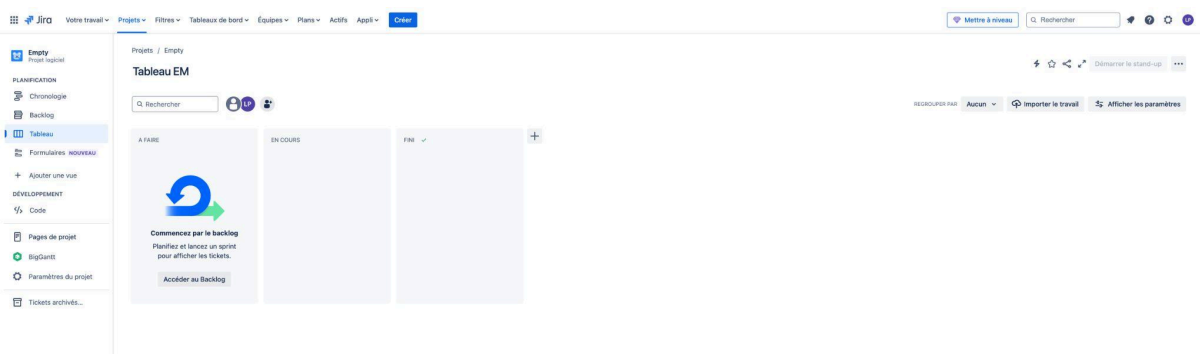 Jira Votre travail Projets Filtres Tableaux de bord Équipes Plans Actifs Appli Créer Mettre à niveau Rechercher LP
Empty
Projet logiciel
PLANIFICATION
Chronologie
Backlog
Tableau
Formulaires NOUVEAU
Ajouter une vue
DÉVELOPPEMENT
Code
Pages de projet
BigGantt
Paramètres du projet
Tickets archivés...
Projets / Empty
Tableau EM
Démarrer le stand-up
Rechercher LP
REGROUPER PAR Aucun Importer le travail Afficher les paramètres
A FAIRE
EN COURS
FINI
Commencez par le backlog
Planifiez et lancez un sprint
pour afficher les tickets.
Accéder au Backlog